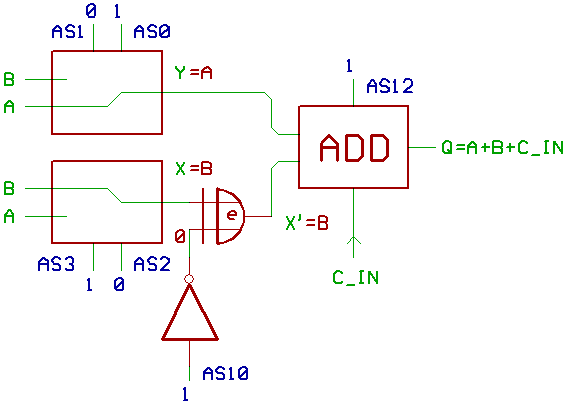 0 1
AS1 AS0
B
A
Y=A
1
AS12
ADD
Q=A+B+C_IN
B
A
X=B
e
0
X'=B
AS3 AS2
1 0
C_IN
AS10
1